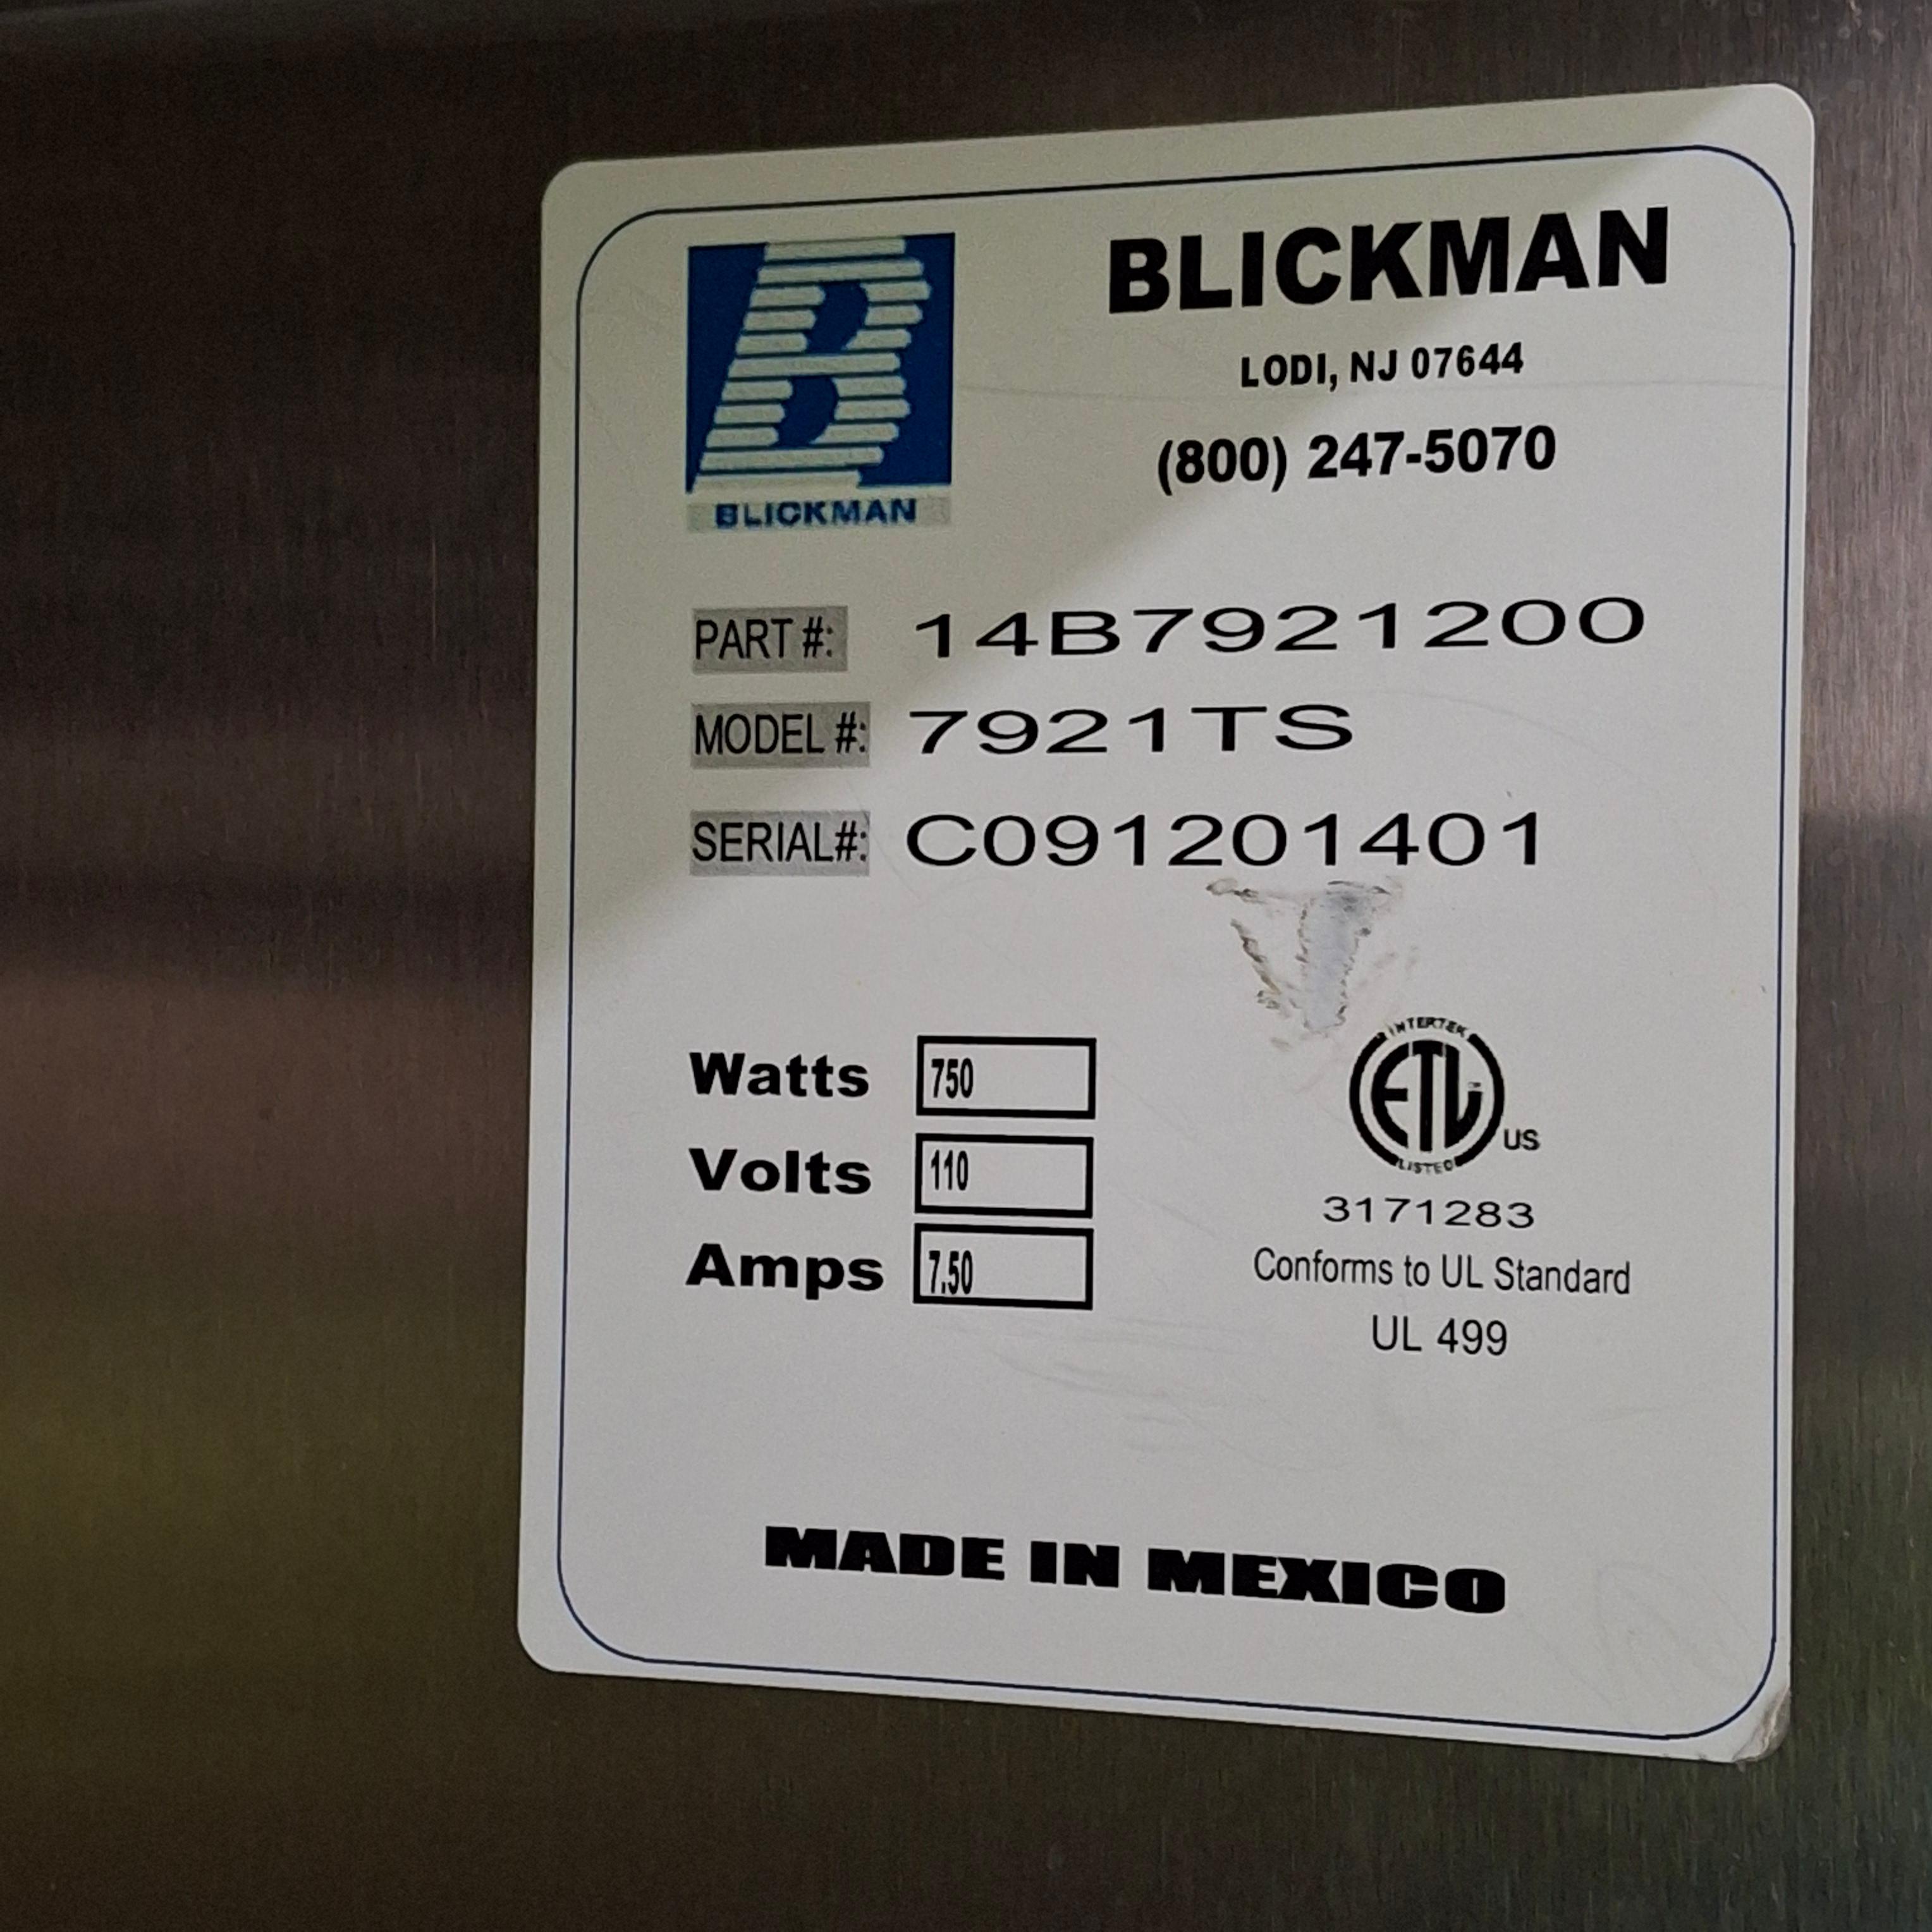 BLICKMAN
BLICKMAN
LODI, NJ 07644
(800) 247-5070
PART #: 14B7921200
MODEL #: 7921TS
SERIAL#: C091201401
Watts 750
Volts 110
Amps 7.50
INTERTEK
ETL
US
LISTED
3171283
Conforms to UL Standard
UL 499
MADE IN MEXICO